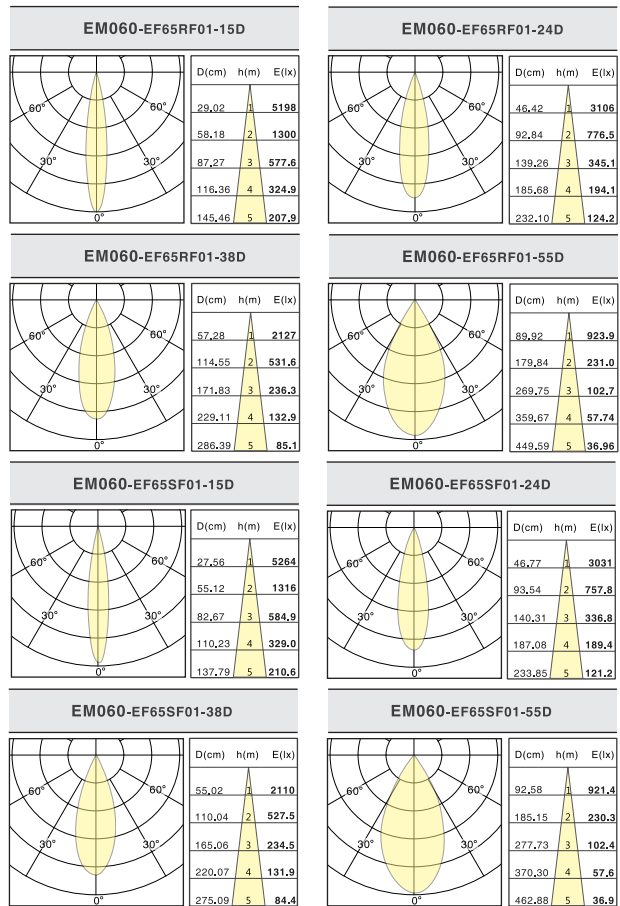 EM060-EF65RF01-15D
60° 60°
30° 30°
0°
D(cm) h(m) E(lx)
29.02 1 5198
58.18 2 1300
87.27 3 577.6
116.36 4 324.9
145.46 5 207.9
EM060-EF65RF01-24D
60° 60°
30° 30°
0°
D(cm) h(m) E(lx)
46.42 1 3106
92.84 2 776.5
139.26 3 345.1
185.68 4 194.1
232.10 5 124.2
EM060-EF65RF01-38D
60° 60°
30° 30°
0°
D(cm) h(m) E(lx)
57.28 1 2127
114.55 2 531.6
171.83 3 236.3
229.11 4 132.9
286.39 5 85.1
EM060-EF65RF01-55D
60° 60°
30° 30°
0°
D(cm) h(m) E(lx)
89.92 1 923.9
179.84 2 231.0
269.75 3 102.7
359.67 4 57.74
449.59 5 36.96
EM060-EF65SF01-15D
60° 60°
30° 30°
0°
D(cm) h(m) E(lx)
27.56 1 5264
55.12 2 1316
82.67 3 584.9
110.23 4 329.0
137.79 5 210.6
EM060-EF65SF01-24D
60° 60°
30° 30°
0°
D(cm) h(m) E(lx)
46.77 1 3031
93.54 2 757.8
140.31 3 336.8
187.08 4 189.4
233.85 5 121.2
EM060-EF65SF01-38D
60° 60°
30° 30°
0°
D(cm) h(m) E(lx)
55.02 1 2110
110.04 2 527.5
165.06 3 234.5
220.07 4 131.9
275.09 5 84.4
EM060-EF65SF01-55D
60° 60°
30° 30°
0°
D(cm) h(m) E(lx)
92.58 1 921.4
185.15 2 230.3
277.73 3 102.4
370.30 4 57.6
462.88 5 36.9